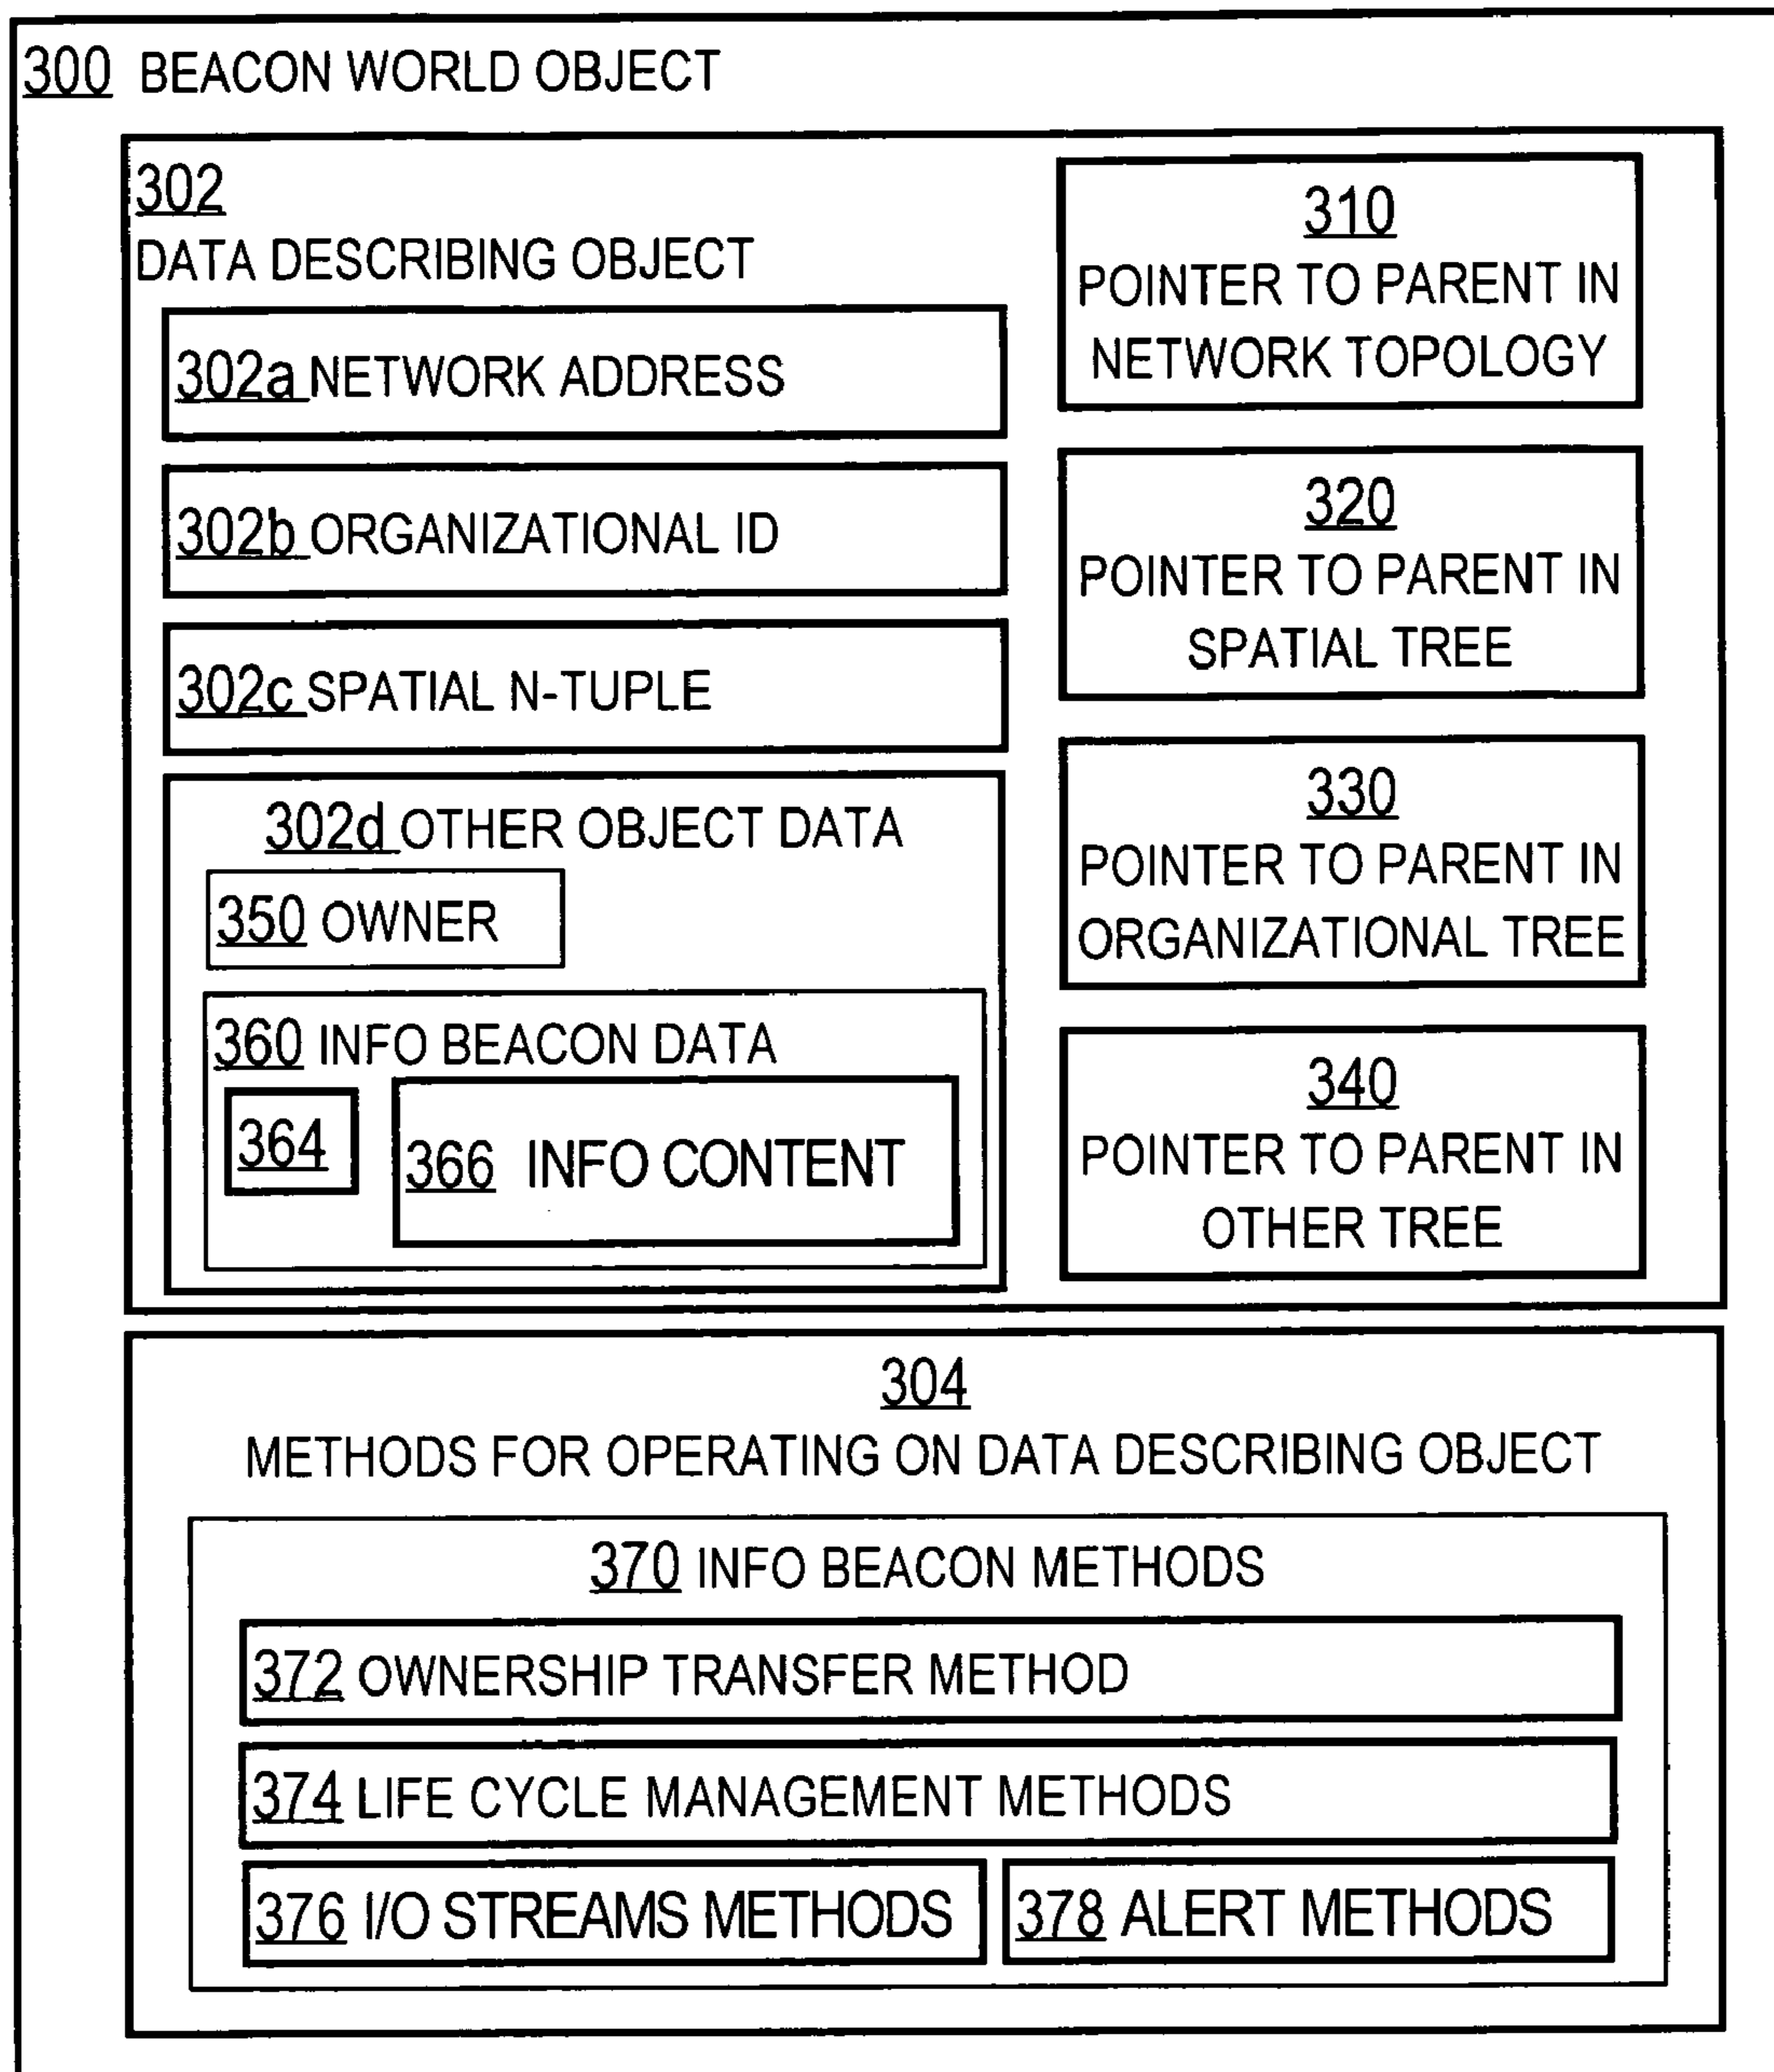 300 BEACON WORLD OBJECT
302
DATA DESCRIBING OBJECT
302a NETWORK ADDRESS
302b ORGANIZATIONAL ID
302c SPATIAL N-TUPLE
302d OTHER OBJECT DATA
350 OWNER
360 INFO BEACON DATA
364
366 INFO CONTENT
310
POINTER TO PARENT IN
NETWORK TOPOLOGY
320
POINTER TO PARENT IN
SPATIAL TREE
330
POINTER TO PARENT IN
ORGANIZATIONAL TREE
340
POINTER TO PARENT IN
OTHER TREE
304
METHODS FOR OPERATING ON DATA DESCRIBING OBJECT
370 INFO BEACON METHODS
372 OWNERSHIP TRANSFER METHOD
374 LIFE CYCLE MANAGEMENT METHODS
376 I/O STREAMS METHODS
378 ALERT METHODS